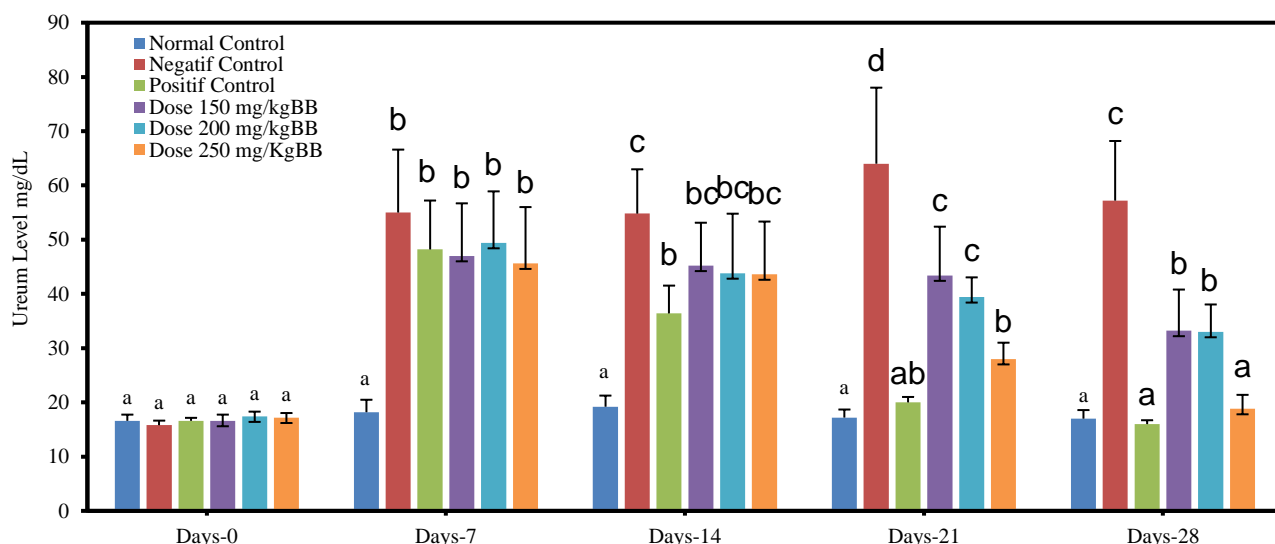 90
80
70
60
50
40
30
20
10
0
Ureum Level mg/dL
Normal Control
Negatif Control
Positif Control
Dose 150 mg/kgBB
Dose 200 mg/kgBB
Dose 250 mg/KgBB
a a a a a a
a b b b b b
a c b bc bc bc
a d ab c c b
a c a b b a
Days-0 Days-7 Days-14 Days-21 Days-28